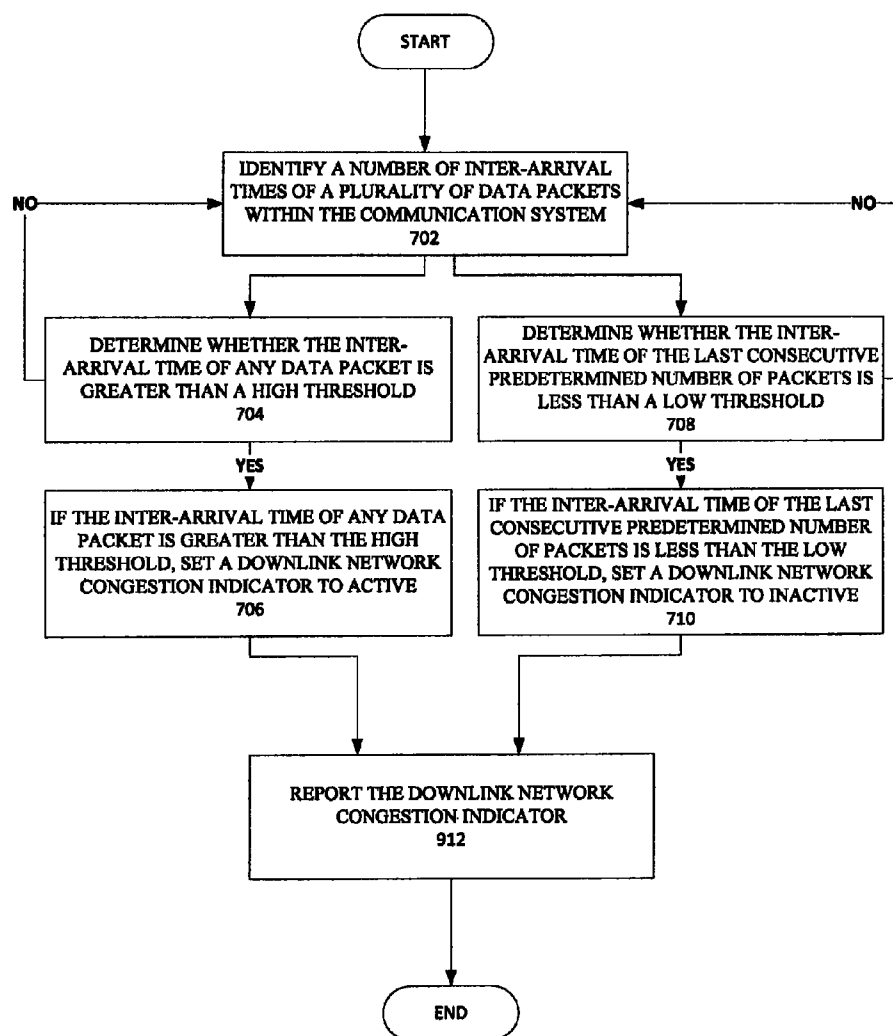 START
IDENTIFY A NUMBER OF INTER-ARRIVAL
TIMES OF A PLURALITY OF DATA PACKETS
WITHIN THE COMMUNICATION SYSTEM
702
NO
NO
DETERMINE WHETHER THE INTER-
ARRIVAL TIME OF ANY DATA PACKET IS
GREATER THAN A HIGH THRESHOLD
704
DETERMINE WHETHER THE INTER-
ARRIVAL TIME OF THE LAST CONSECUTIVE
PREDETERMINED NUMBER OF PACKETS IS
LESS THAN A LOW THRESHOLD
708
YES
YES
IF THE INTER-ARRIVAL TIME OF ANY DATA
PACKET IS GREATER THAN THE HIGH
THRESHOLD, SET A DOWNLINK NETWORK
CONGESTION INDICATOR TO ACTIVE
706
IF THE INTER-ARRIVAL TIME OF THE LAST
CONSECUTIVE PREDETERMINED NUMBER
OF PACKETS IS LESS THAN THE LOW
THRESHOLD, SET A DOWNLINK NETWORK
CONGESTION INDICATOR TO INACTIVE
710
REPORT THE DOWNLINK NETWORK
CONGESTION INDICATOR
912
END